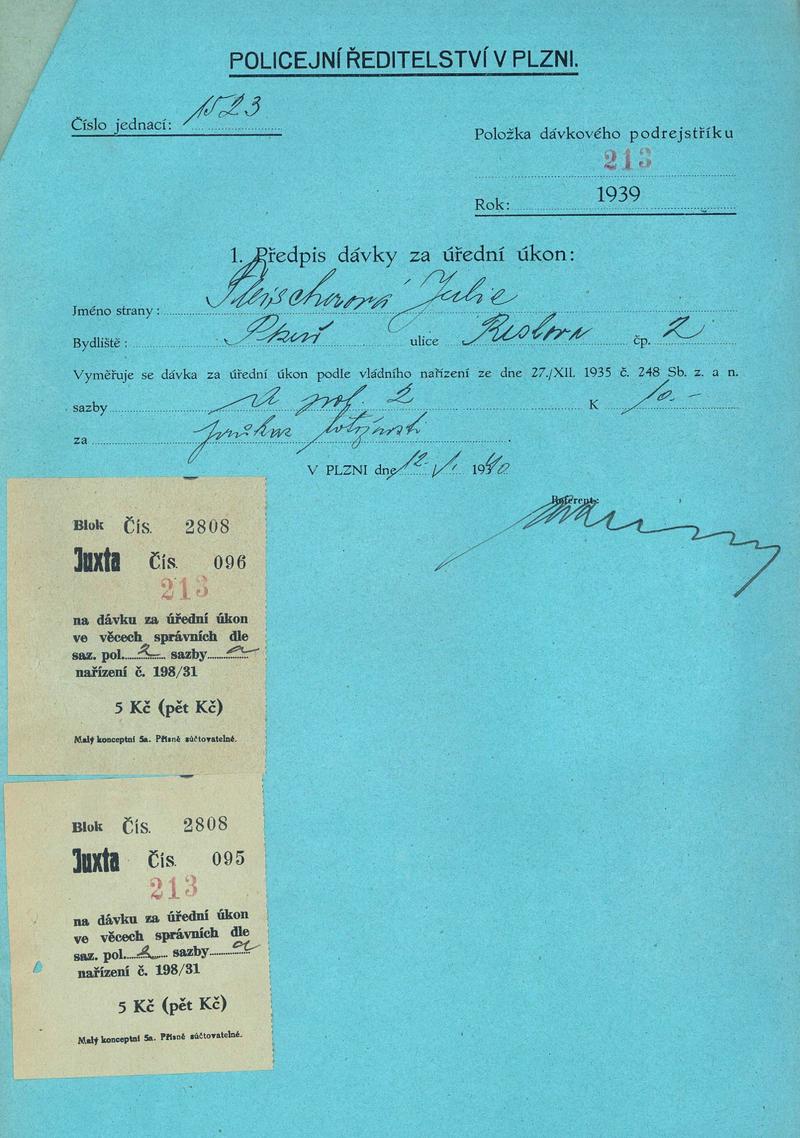 POLICEJNÍ ŘEDITELSTVÍ V PLZNI.
Číslo jednací: 1523
Položka dávkového podrejstříku
213
Rok: 1939
1. Předpis dávky za úřední úkon:
Jméno strany: Fleischerová Julie
Bydliště: Plzeň ulice čp. 2
Vyměřuje se dávka za úřední úkon podle vládního nařízení ze dne 27./XII. 1935 č. 248 Sb. z. a n.
sazby A pol. 2 K 10.-
za průkaz totožnosti
V PLZNI dne 12. /I. 1940
Referent:
Blok Čís. 2808
Juxta Čís. 096
213
na dávku za úřední úkon
ve věcech správních dle
saz. pol. 2 sazby a
nařízení č. 198/31
5 Kč (pět Kč)
Malý konceptní 5a. Přísně súčtovatelné.
Blok Čís. 2808
Juxta Čís. 095
213
na dávku za úřední úkon
ve věcech správních dle
saz. pol. 2 sazby a
nařízení č. 198/31
5 Kč (pět Kč)
Malý konceptní 5a. Přísně súčtovatelné.